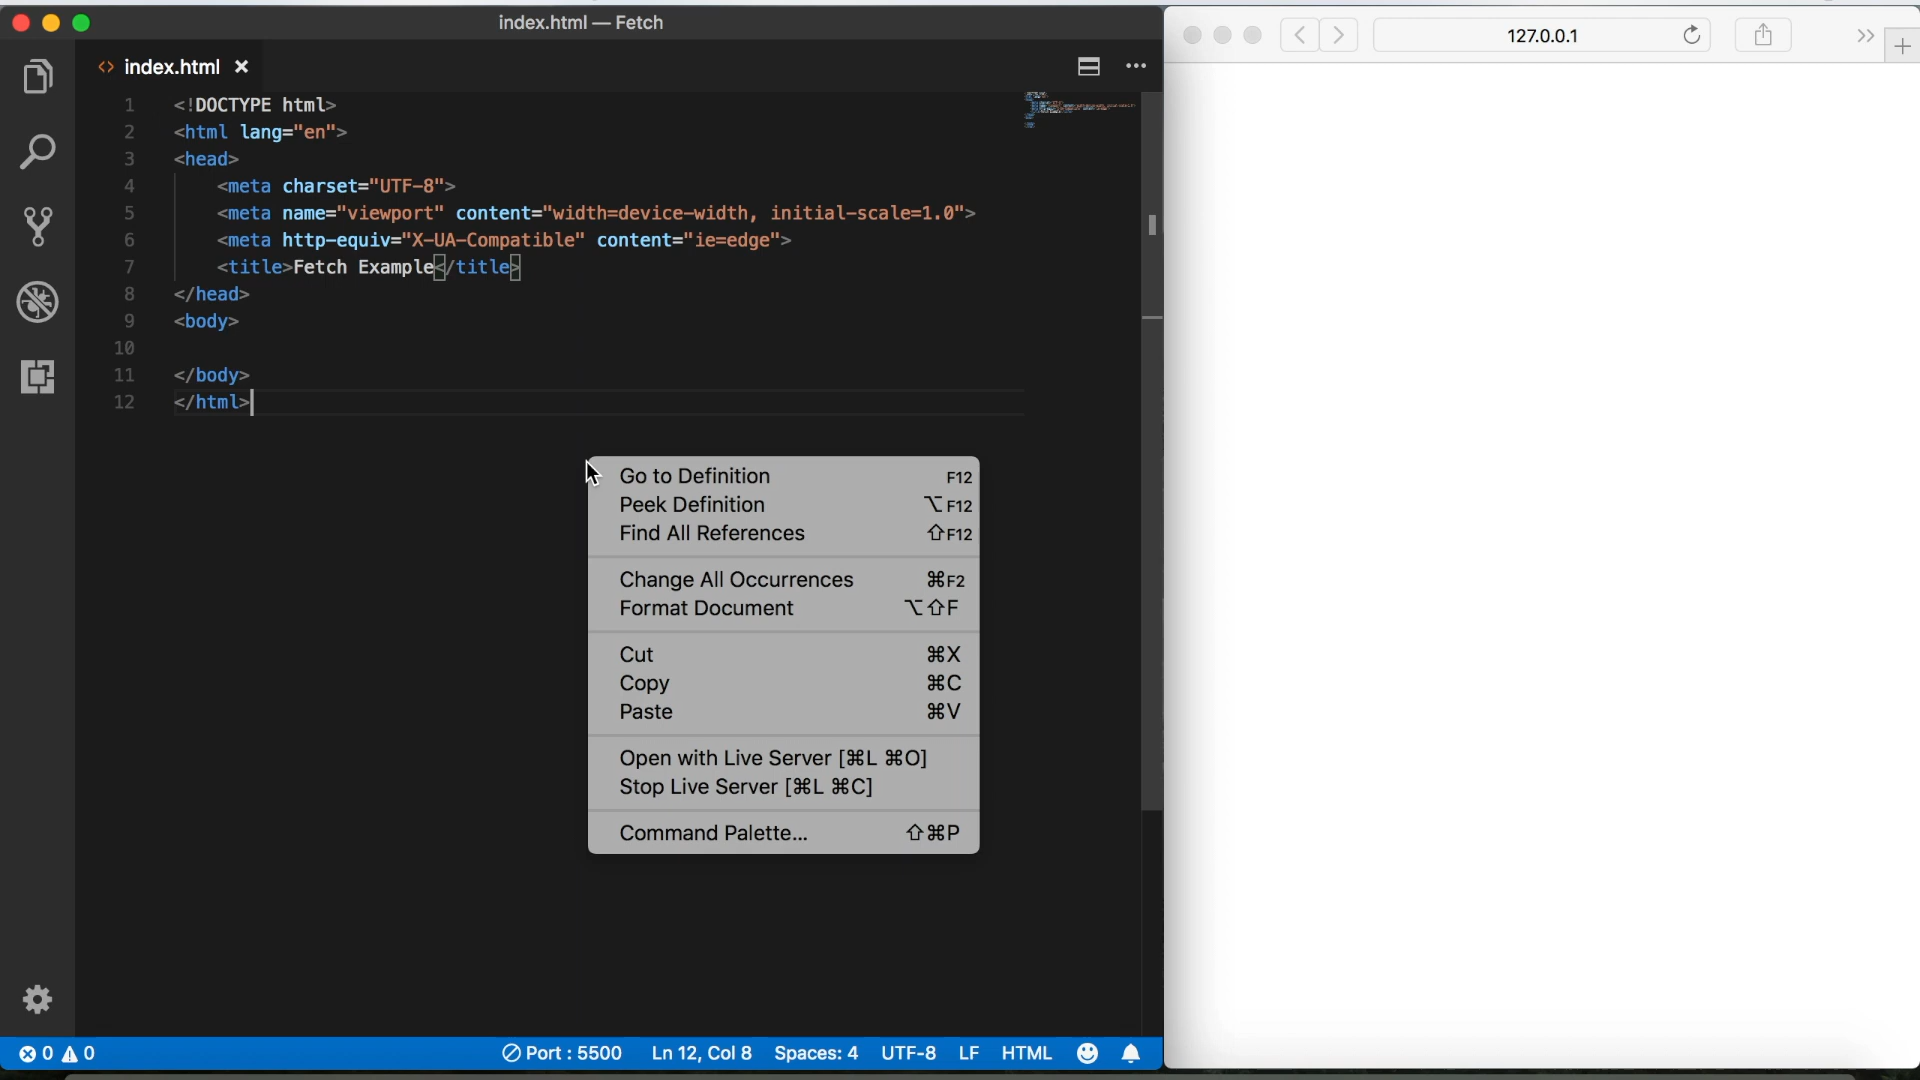 index.html — Fetch
127.0.0.1
index.html
1 <!DOCTYPE html>
2 <html lang="en">
3 <head>
4 <meta charset="UTF-8">
5 <meta name="viewport" content="width=device-width, initial-scale=1.0">
6 <meta http-equiv="X-UA-Compatible" content="ie=edge">
7 <title>Fetch Example</title>
8 </head>
9 <body>
10
11 </body>
12 </html>
Go to Definition F12
Peek Definition ⌥F12
Find All References ⇧F12
Change All Occurrences ⌘F2
Format Document ⌥⇧F
Cut ⌘X
Copy ⌘C
Paste ⌘V
Open with Live Server [⌘L ⌘O]
Stop Live Server [⌘L ⌘C]
Command Palette... ⇧⌘P
0 0 Port : 5500 Ln 12, Col 8 Spaces: 4 UTF-8 LF HTML